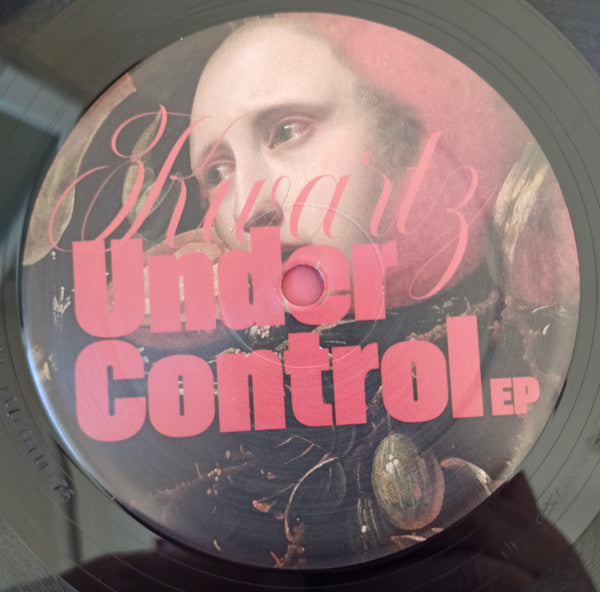 Kwartz
Under
Control EP